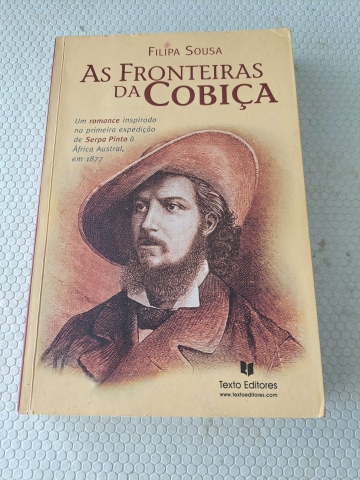 FILIPA SOUSA
AS FRONTEIRAS
DA COBIÇA
Um romance inspirado
na primeira expedição
de Serpa Pinto à
África Austral,
em 1877
Texto Editores
www.textoeditores.com